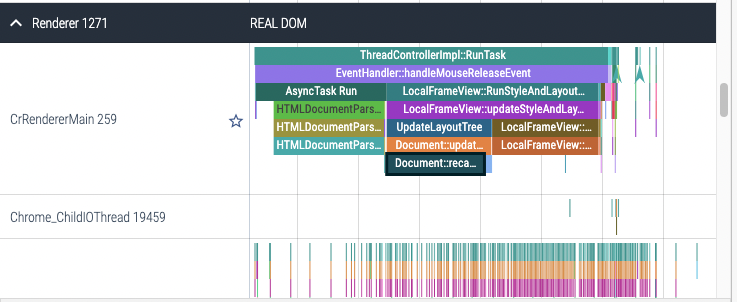 Renderer 1271
REAL DOM
ThreadControllerImpl::RunTask
EventHandler::handleMouseReleaseEvent
AsyncTask Run
LocalFrameView::RunStyleAndLayout...
HTMLDocumentPars...
LocalFrameView::updateStyleAndLay...
CrRendererMain 259
HTMLDocumentPars...
UpdateLayoutTree
LocalFrameView::...
HTMLDocumentPars...
Document::updat...
LocalFrameView::...
Document::reca...
Chrome_ChildIOThread 19459